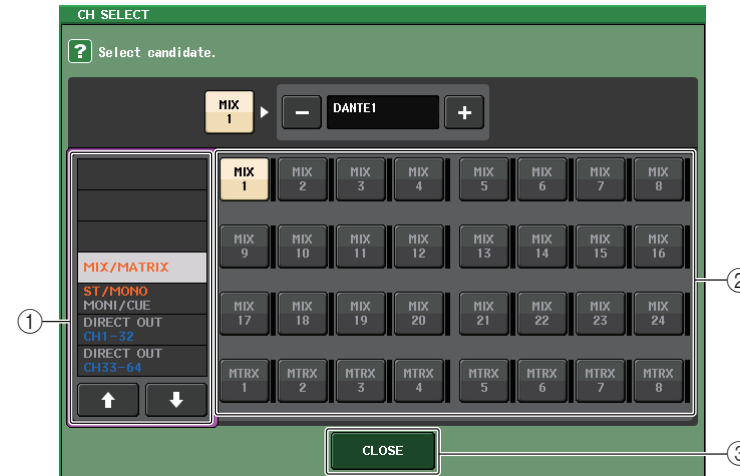 CH SELECT
? Select candidate.
MIX 1
− DANTE1 +
MIX/MATRIX
ST/MONO
MONI/CUE
DIRECT OUT
CH1-32
DIRECT OUT
CH33-64
MIX 1 MIX 2 MIX 3 MIX 4 MIX 5 MIX 6 MIX 7 MIX 8
MIX 9 MIX 10 MIX 11 MIX 12 MIX 13 MIX 14 MIX 15 MIX 16
MIX 17 MIX 18 MIX 19 MIX 20 MIX 21 MIX 22 MIX 23 MIX 24
MTRX 1 MTRX 2 MTRX 3 MTRX 4 MTRX 5 MTRX 6 MTRX 7 MTRX 8
CLOSE
①
②
③